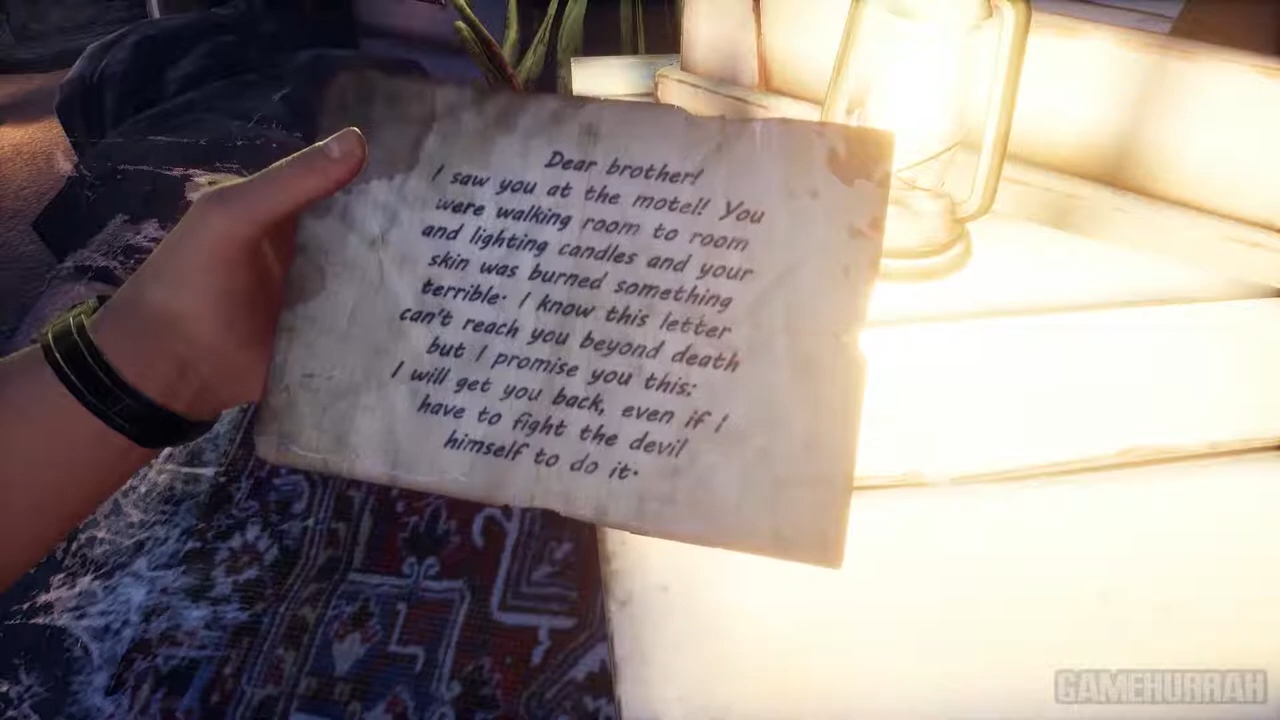 Dear brother!
I saw you at the motel! You
were walking room to room
and lighting candles and your
skin was burned something
terrible. I know this letter
can't reach you beyond death
but I promise you this:
I will get you back, even if I
have to fight the devil
himself to do it.
GAMEHURRAH